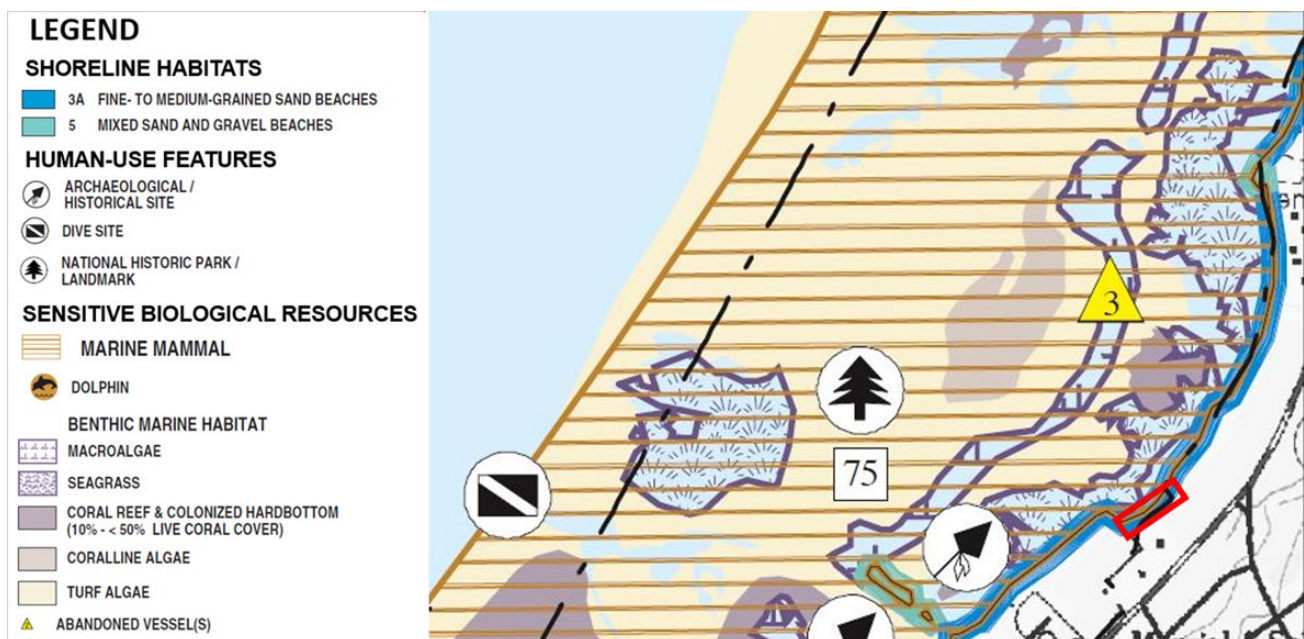 LEGEND
SHORELINE HABITATS
3A FINE- TO MEDIUM-GRAINED SAND BEACHES
5 MIXED SAND AND GRAVEL BEACHES
HUMAN-USE FEATURES
ARCHAEOLOGICAL /
HISTORICAL SITE
DIVE SITE
NATIONAL HISTORIC PARK /
LANDMARK
SENSITIVE BIOLOGICAL RESOURCES
MARINE MAMMAL
DOLPHIN
BENTHIC MARINE HABITAT
MACROALGAE
SEAGRASS
CORAL REEF & COLONIZED HARDBOTTOM
(10% - < 50% LIVE CORAL COVER)
CORALLINE ALGAE
TURF ALGAE
ABANDONED VESSEL(S)
3
75